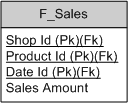 F_Sales
Shop Id (Pk)(Fk)
Product Id (Pk)(Fk)
Date Id (Pk)(Fk)
Sales Amount